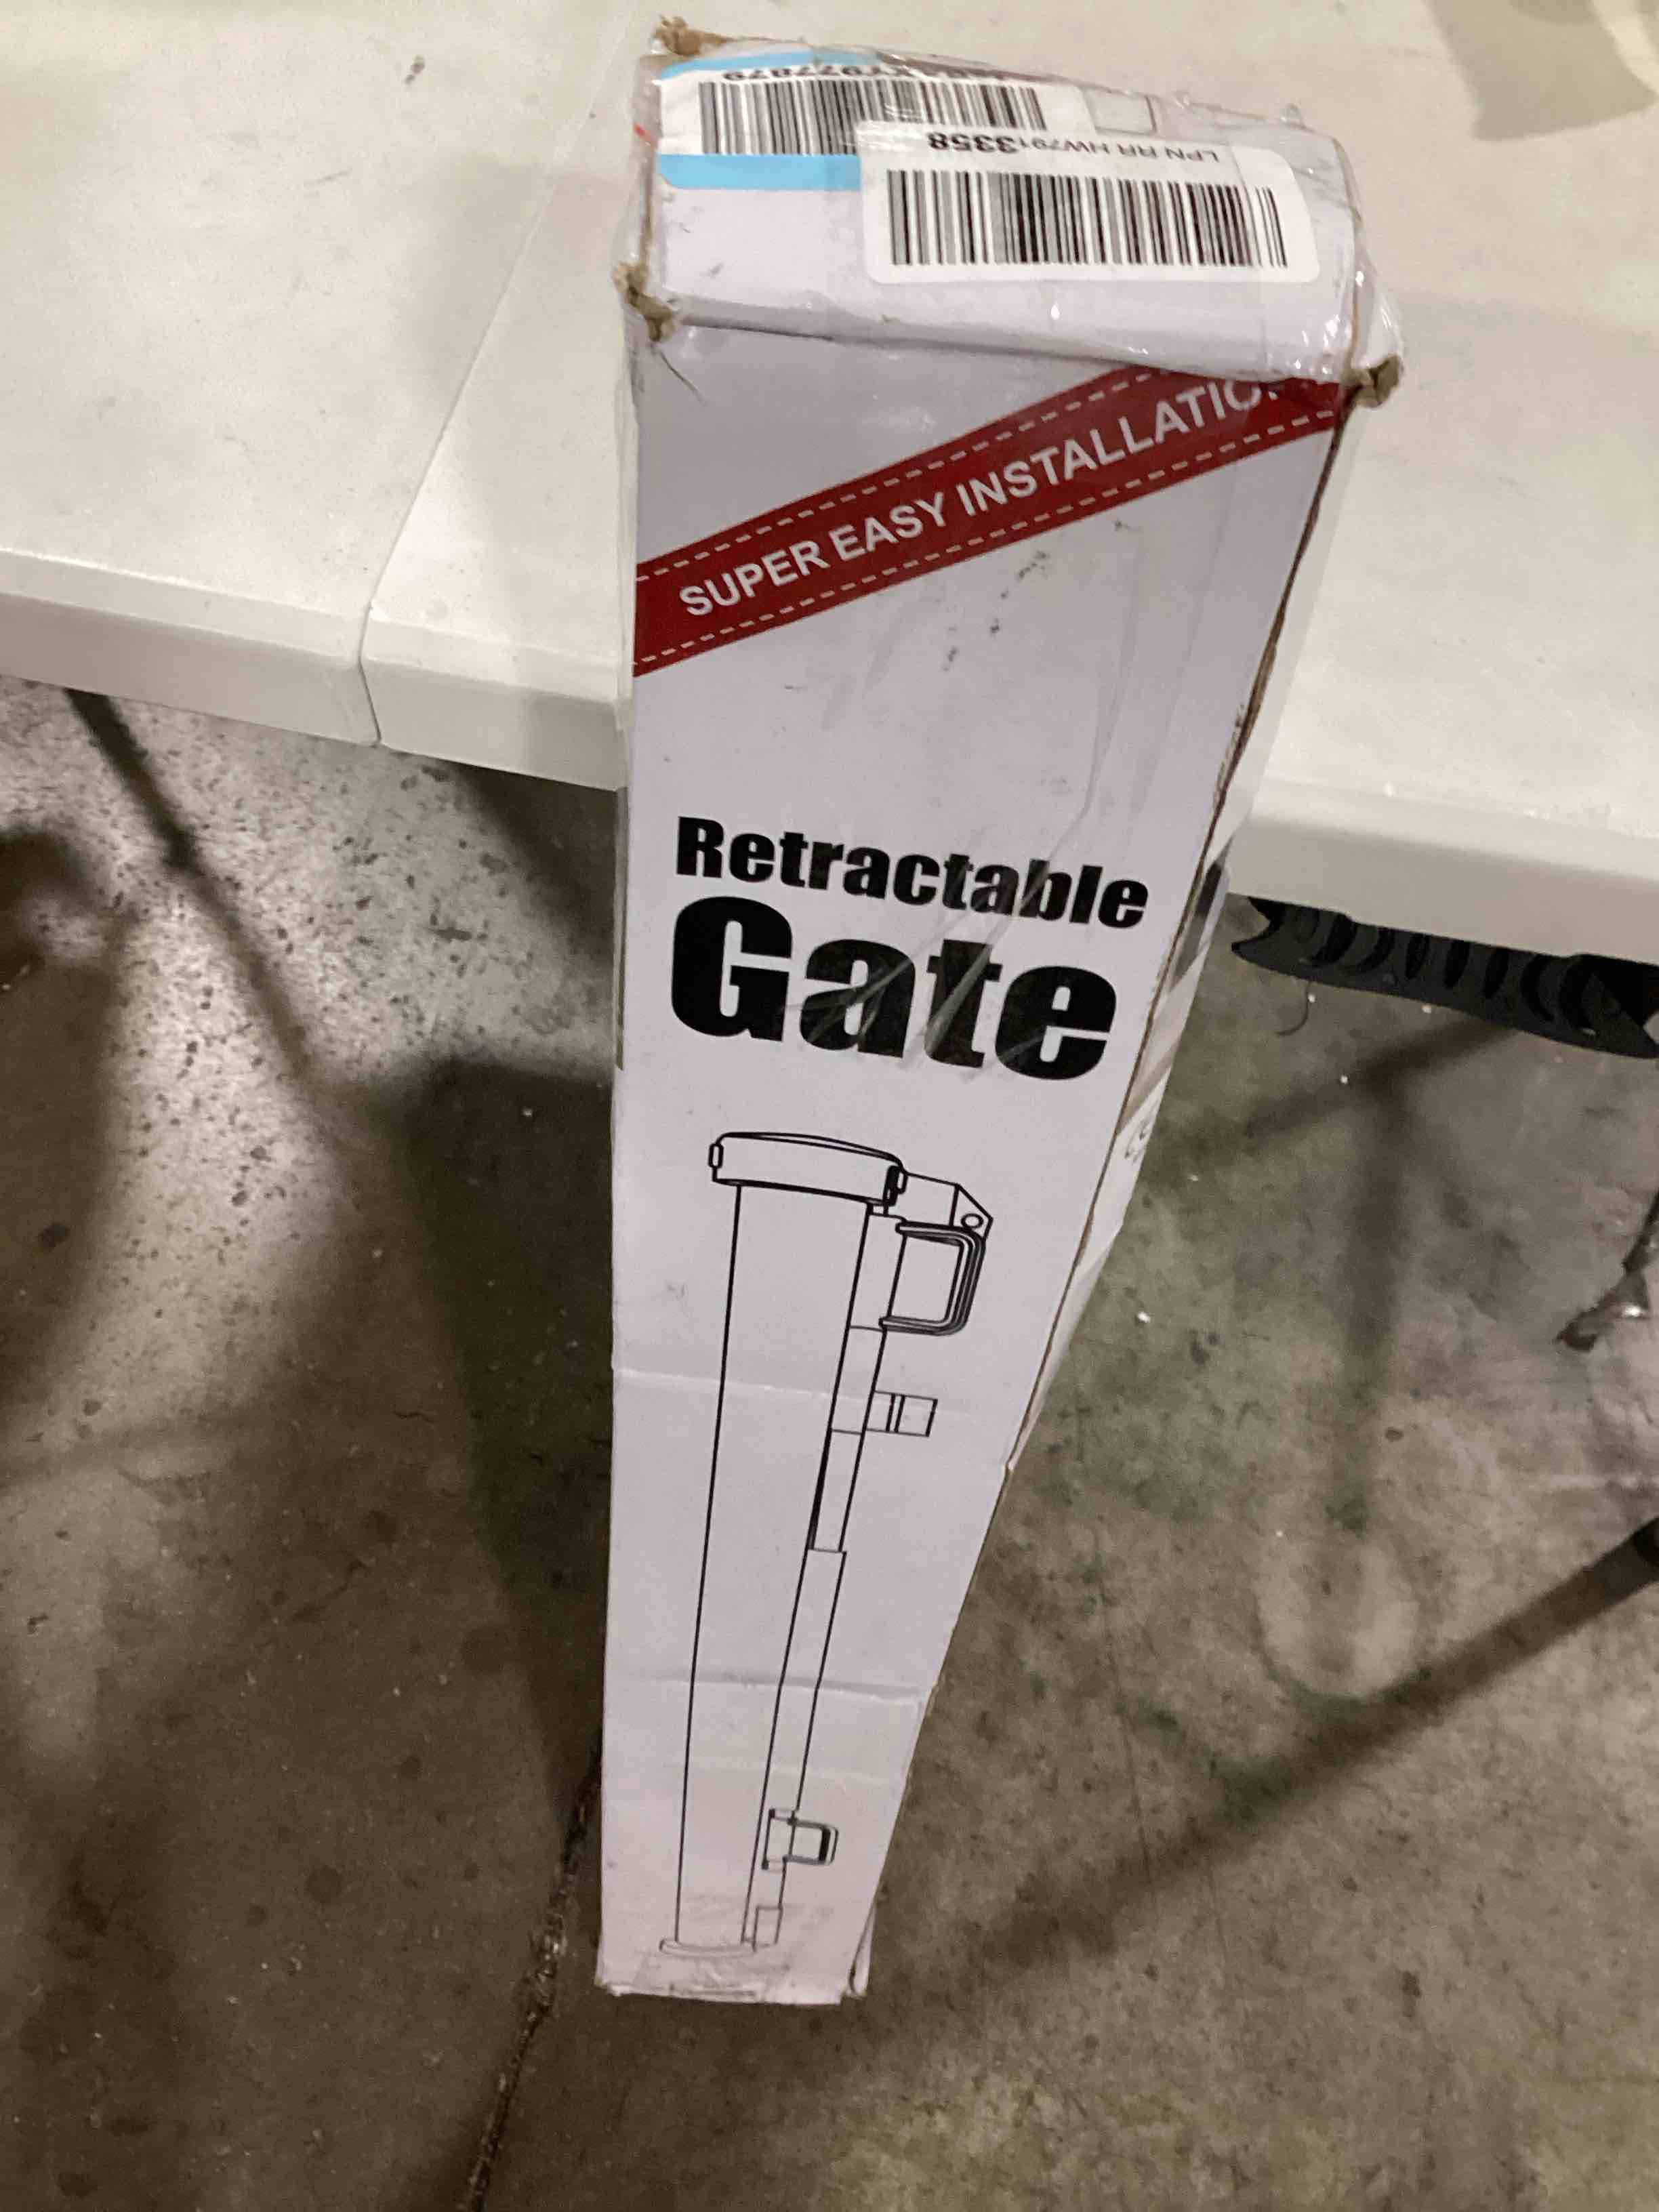 LPN RR HW7913358
SUPER EASY INSTALLATIO
Retractable
Gate